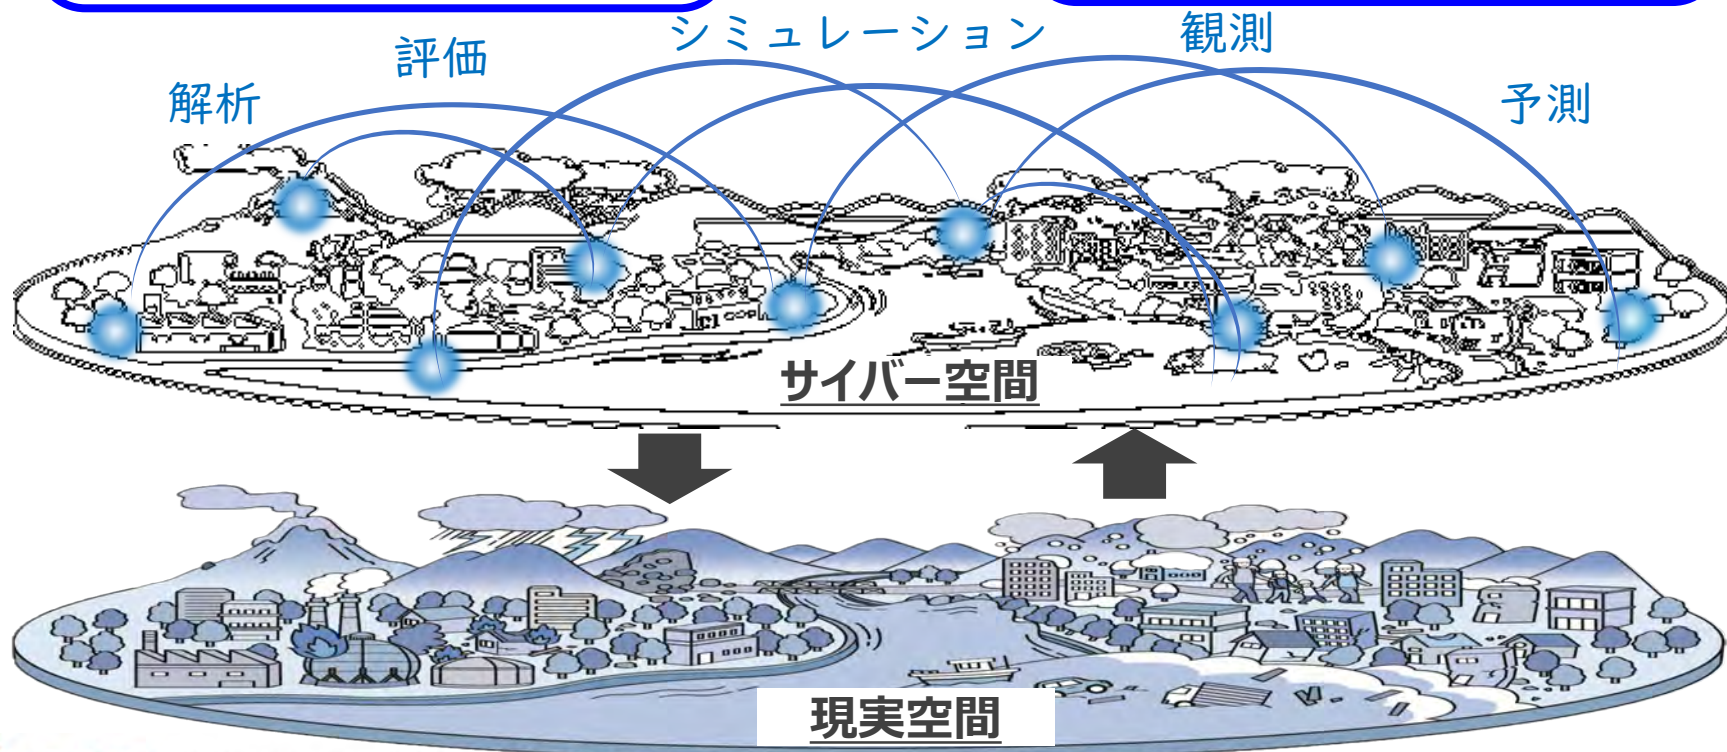 シミュレーション
観測
評価
解析
予測
サイバー空間
現実空間